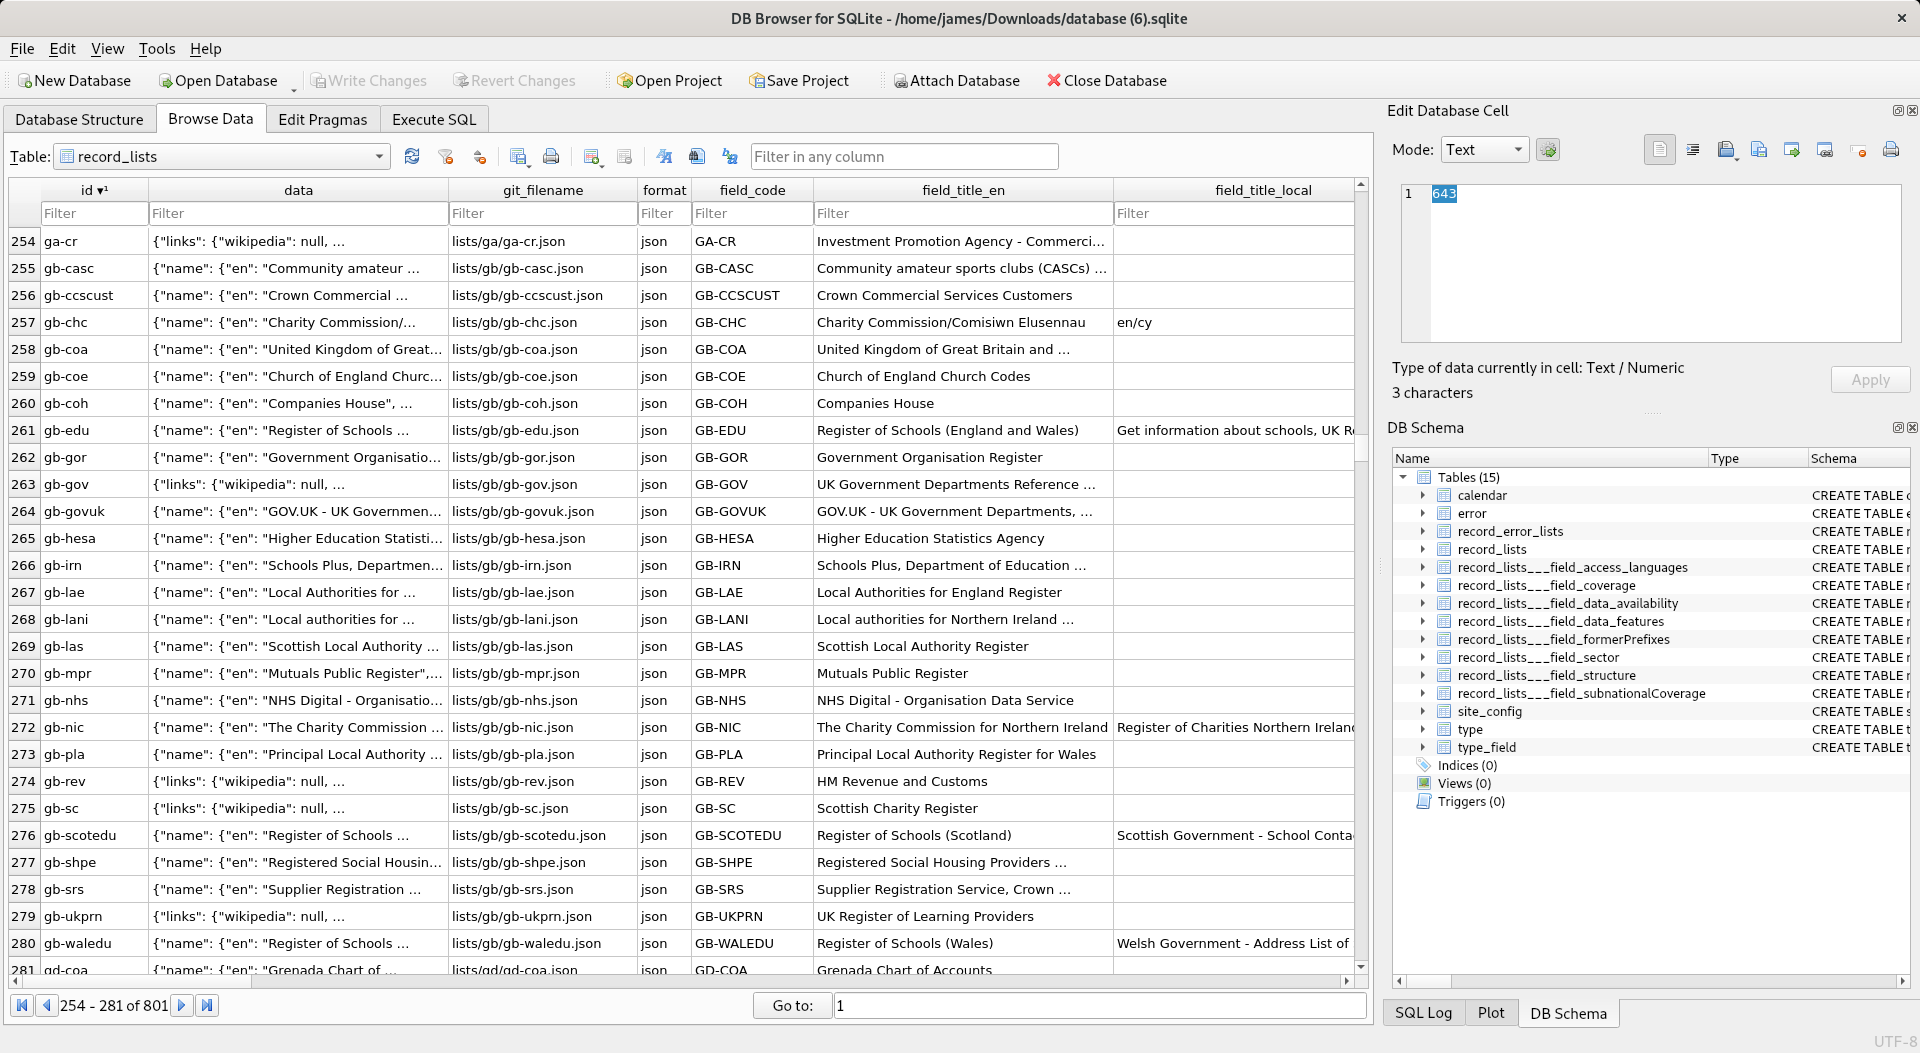 DB Browser for SQLite - /home/james/Downloads/database (6).sqlite
File Edit View Tools Help
New Database Open Database Write Changes Revert Changes Open Project Save Project Attach Database Close Database
Database Structure Browse Data Edit Pragmas Execute SQL
Table: record_lists Filter in any column
id ▾¹ data git_filename format field_code field_title_en field_title_local
Filter Filter Filter Filter Filter Filter Filter
254 ga-cr {"links": {"wikipedia": null, ... lists/ga/ga-cr.json json GA-CR Investment Promotion Agency - Commerci...
255 gb-casc {"name": {"en": "Community amateur ... lists/gb/gb-casc.json json GB-CASC Community amateur sports clubs (CASCs) ...
256 gb-ccscust {"name": {"en": "Crown Commercial ... lists/gb/gb-ccscust.json json GB-CCSCUST Crown Commercial Services Customers
257 gb-chc {"name": {"en": "Charity Commission/... lists/gb/gb-chc.json json GB-CHC Charity Commission/Comisiwn Elusennau en/cy
258 gb-coa {"name": {"en": "United Kingdom of Great... lists/gb/gb-coa.json json GB-COA United Kingdom of Great Britain and ...
259 gb-coe {"name": {"en": "Church of England Churc... lists/gb/gb-coe.json json GB-COE Church of England Church Codes
260 gb-coh {"name": {"en": "Companies House", ... lists/gb/gb-coh.json json GB-COH Companies House
261 gb-edu {"name": {"en": "Register of Schools ... lists/gb/gb-edu.json json GB-EDU Register of Schools (England and Wales) Get information about schools, UK R
262 gb-gor {"name": {"en": "Government Organisatio... lists/gb/gb-gor.json json GB-GOR Government Organisation Register
263 gb-gov {"links": {"wikipedia": null, ... lists/gb/gb-gov.json json GB-GOV UK Government Departments Reference ...
264 gb-govuk {"name": {"en": "GOV.UK - UK Governmen... lists/gb/gb-govuk.json json GB-GOVUK GOV.UK - UK Government Departments, ...
265 gb-hesa {"name": {"en": "Higher Education Statisti... lists/gb/gb-hesa.json json GB-HESA Higher Education Statistics Agency
266 gb-irn {"name": {"en": "Schools Plus, Departmen... lists/gb/gb-irn.json json GB-IRN Schools Plus, Department of Education ...
267 gb-lae {"name": {"en": "Local Authorities for ... lists/gb/gb-lae.json json GB-LAE Local Authorities for England Register
268 gb-lani {"name": {"en": "Local authorities for ... lists/gb/gb-lani.json json GB-LANI Local authorities for Northern Ireland ...
269 gb-las {"name": {"en": "Scottish Local Authority ... lists/gb/gb-las.json json GB-LAS Scottish Local Authority Register
270 gb-mpr {"name": {"en": "Mutuals Public Register",... lists/gb/gb-mpr.json json GB-MPR Mutuals Public Register
271 gb-nhs {"name": {"en": "NHS Digital - Organisatio... lists/gb/gb-nhs.json json GB-NHS NHS Digital - Organisation Data Service
272 gb-nic {"name": {"en": "The Charity Commission ... lists/gb/gb-nic.json json GB-NIC The Charity Commission for Northern Ireland Register of Charities Northern Ireland
273 gb-pla {"name": {"en": "Principal Local Authority ... lists/gb/gb-pla.json json GB-PLA Principal Local Authority Register for Wales
274 gb-rev {"links": {"wikipedia": null, ... lists/gb/gb-rev.json json GB-REV HM Revenue and Customs
275 gb-sc {"links": {"wikipedia": null, ... lists/gb/gb-sc.json json GB-SC Scottish Charity Register
276 gb-scotedu {"name": {"en": "Register of Schools ... lists/gb/gb-scotedu.json json GB-SCOTEDU Register of Schools (Scotland) Scottish Government - School Conta
277 gb-shpe {"name": {"en": "Registered Social Housin... lists/gb/gb-shpe.json json GB-SHPE Registered Social Housing Providers ...
278 gb-srs {"name": {"en": "Supplier Registration ... lists/gb/gb-srs.json json GB-SRS Supplier Registration Service, Crown ...
279 gb-ukprn {"links": {"wikipedia": null, ... lists/gb/gb-ukprn.json json GB-UKPRN UK Register of Learning Providers
280 gb-waledu {"name": {"en": "Register of Schools ... lists/gb/gb-waledu.json json GB-WALEDU Register of Schools (Wales) Welsh Government - Address List of
281 gd-coa {"name": {"en": "Grenada Chart of ... lists/gd/gd-coa.json json GD-COA Grenada Chart of Accounts
254 - 281 of 801 Go to: 1
Edit Database Cell
Mode: Text
1 643
Type of data currently in cell: Text / Numeric
3 characters
Apply
DB Schema
Name Type Schema
Tables (15)
calendar CREATE TABLE c
error CREATE TABLE e
record_error_lists CREATE TABLE r
record_lists CREATE TABLE r
record_lists___field_access_languages CREATE TABLE r
record_lists___field_coverage CREATE TABLE r
record_lists___field_data_availability CREATE TABLE r
record_lists___field_data_features CREATE TABLE r
record_lists___field_formerPrefixes CREATE TABLE r
record_lists___field_sector CREATE TABLE r
record_lists___field_structure CREATE TABLE r
record_lists___field_subnationalCoverage CREATE TABLE r
site_config CREATE TABLE s
type CREATE TABLE t
type_field CREATE TABLE t
Indices (0)
Views (0)
Triggers (0)
SQL Log Plot DB Schema
UTF-8